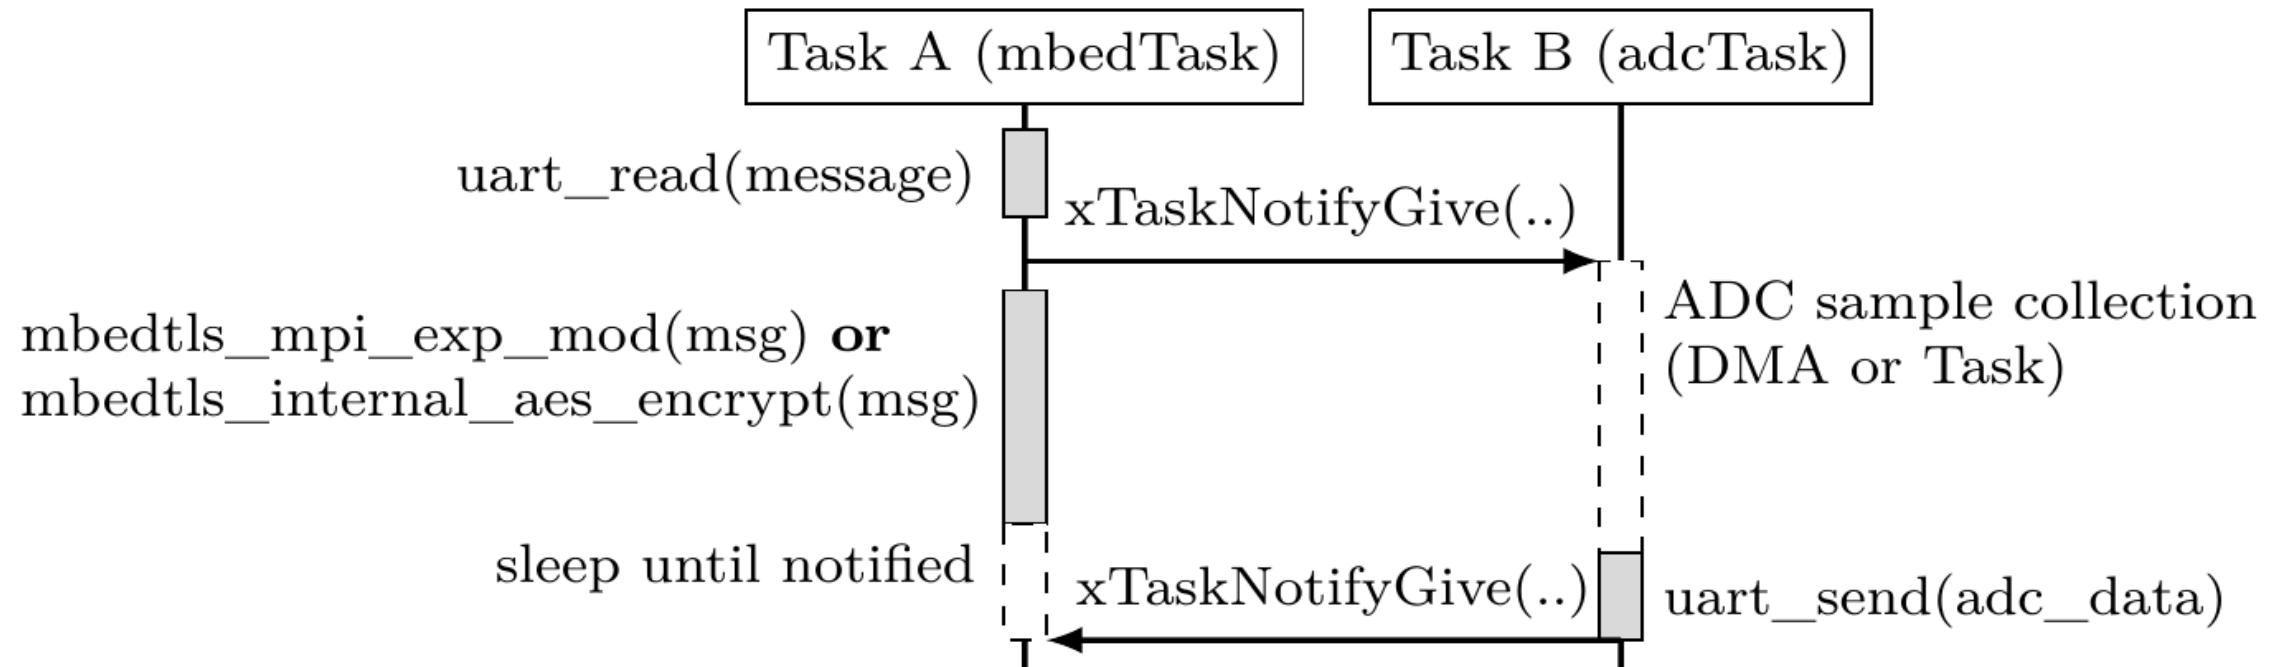 Task A (mbedTask)
Task B (adcTask)
uart_read(message)
xTaskNotifyGive(..)
mbedtls_mpi_exp_mod(msg) or
mbedtls_internal_aes_encrypt(msg)
ADC sample collection
(DMA or Task)
sleep until notified
xTaskNotifyGive(..)
uart_send(adc_data)